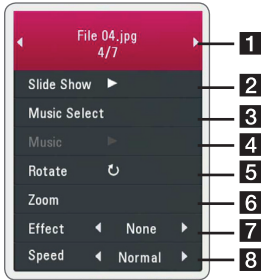 File 04.jpg
4/7
1
Slide Show
2
Music Select
3
Music
4
Rotate
5
Zoom
6
Effect None
7
Speed Normal
8